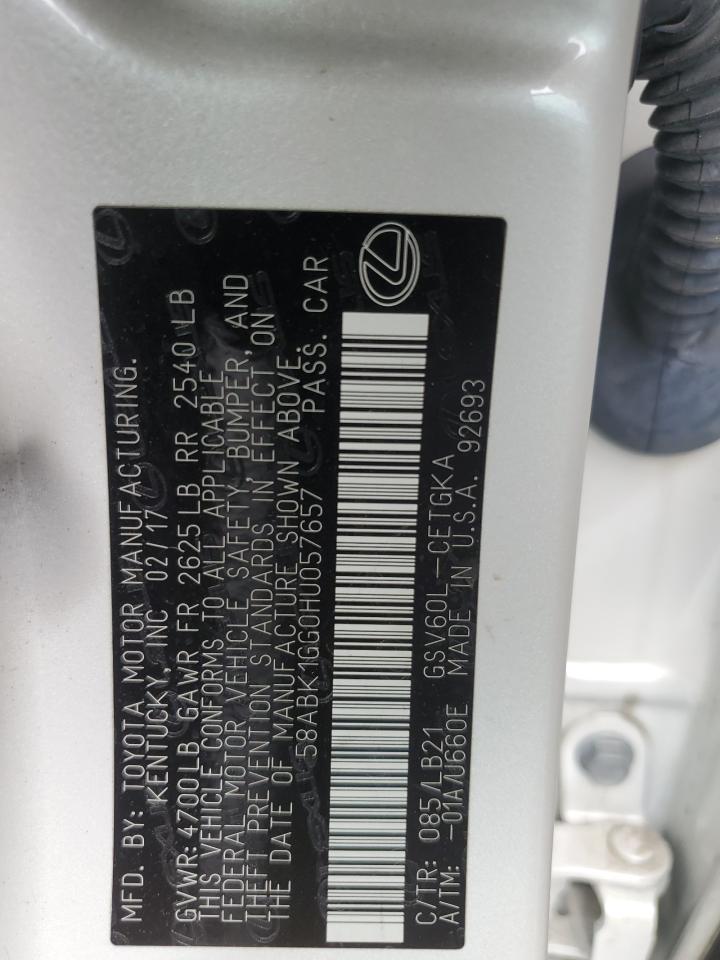 MFD. BY: TOYOTA MOTOR MANUFACTURING.
KENTUCKY, INC 02/17
GVWR: 4700LB GAWR FR 2625LB RR 2540LB
THIS VEHICLE CONFORMS TO ALL APPLICABLE
FEDERAL MOTOR VEHICLE SAFETY, BUMPER, AND
THEFT PREVENTION STANDARDS IN EFFECT ON
THE DATE OF MANUFACTURE SHOWN ABOVE.
58ABK1GG0HU057657 PASS. CAR
C/TR: 085/LB21 GSV60L-CETGKA
A/TM: -01A/U660E MADE IN U.S.A. 92693